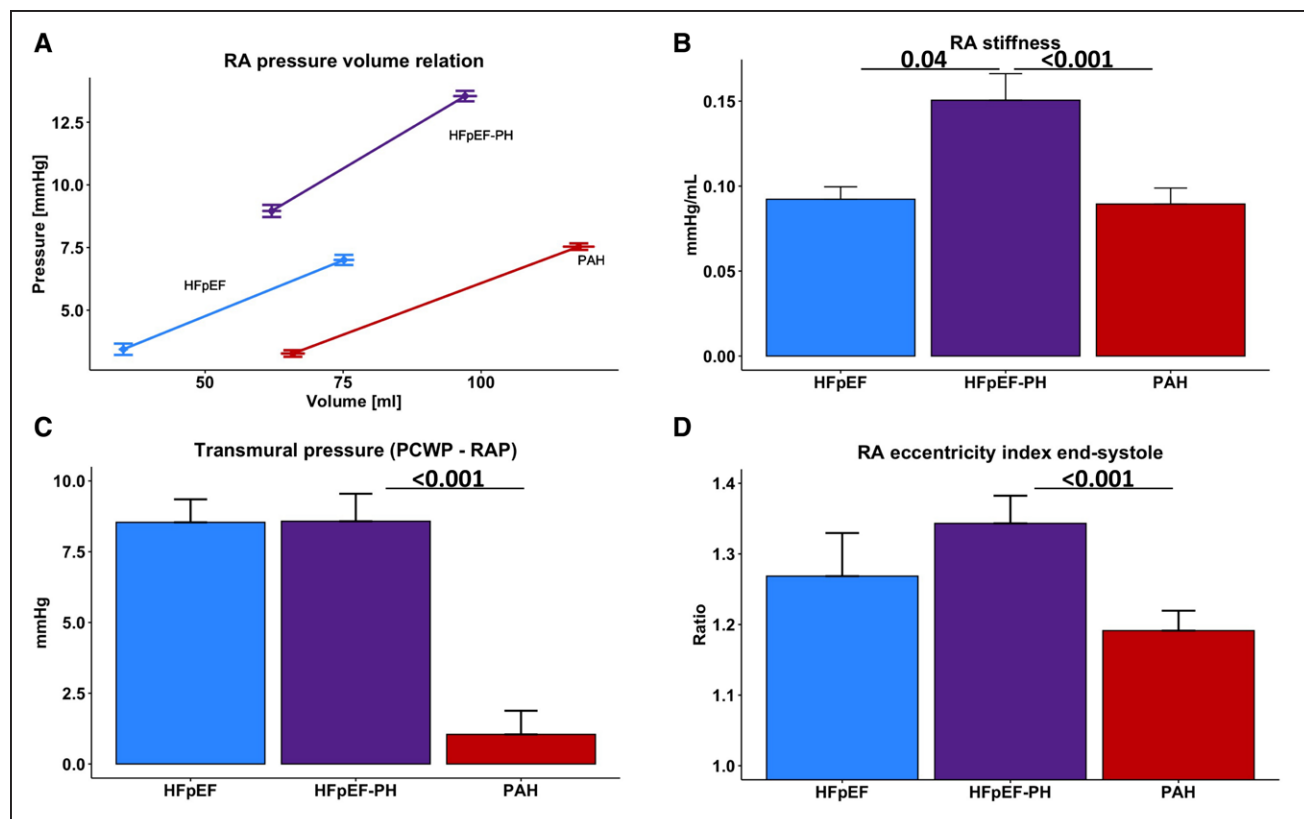 A
RA pressure volume relation
Pressure [mmHg]
12.5
10.0
7.5
5.0
HFpEF-PH
HFpEF
PAH
50 75 100
Volume [ml]
B
RA stiffness
0.04 <0.001
mmHg/mL
0.15
0.10
0.05
0.00
HFpEF HFpEF-PH PAH
C
Transmural pressure (PCWP - RAP)
<0.001
mmHg
10.0
7.5
5.0
2.5
0.0
HFpEF HFpEF-PH PAH
D
RA eccentricity index end-systole
<0.001
Ratio
1.4
1.3
1.2
1.1
1.0
HFpEF HFpEF-PH PAH